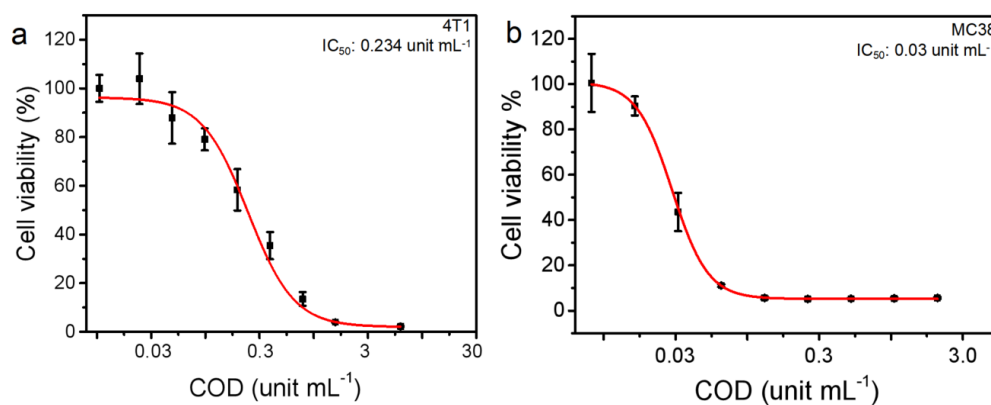 a
4T1
IC₅₀: 0.234 unit mL⁻¹
120
100
80
60
40
20
0
Cell viability (%)
0.03
0.3
3
30
COD (unit mL⁻¹)
b
MC38
IC₅₀: 0.03 unit mL⁻
120
100
80
60
40
20
0
Cell viability %
0.03
0.3
3.0
COD (unit mL⁻¹)